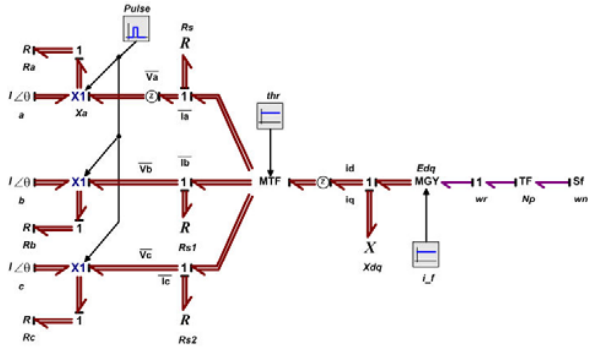 Pulse
Rs
R
R 1
Ra
Va
thr
I∠θ X1 z 1
a Xa Ia
Vb Ib id Edq
I∠θ X1 1 MTF z 1 MGY 1 TF Sf
b iq wr Np wn
R 1 R X
Rb Rs1 Xdq
Vc
I∠θ X1 1
c Ic i_f
R
R 1 Rs2
Rc